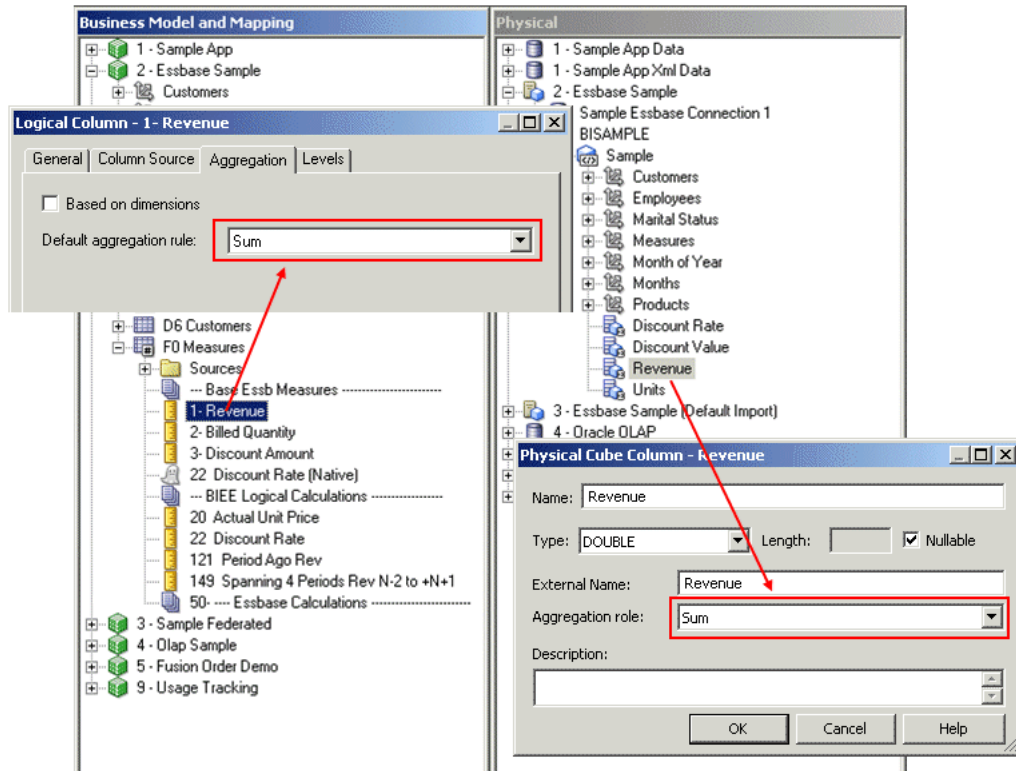 Business Model and Mapping
1 - Sample App
2 - Essbase Sample
Customers
Logical Column - 1- Revenue
General
Column Source
Aggregation
Levels
Based on dimensions
Default aggregation rule:
Sum
D6 Customers
F0 Measures
Sources
--- Base Essb Measures -------------------------
1- Revenue
2- Billed Quantity
3- Discount Amount
22 Discount Rate (Native)
--- BIEE Logical Calculations ------------------
20 Actual Unit Price
22 Discount Rate
121 Period Ago Rev
149 Spanning 4 Periods Rev N-2 to +N+1
50- ---- Essbase Calculations -------------------------
3 - Sample Federated
4 - Olap Sample
5 - Fusion Order Demo
9 - Usage Tracking
Physical
1 - Sample App Data
1 - Sample App Xml Data
2 - Essbase Sample
Sample Essbase Connection 1
BISAMPLE
Sample
Customers
Employees
Marital Status
Measures
Month of Year
Months
Products
Discount Rate
Discount Value
Revenue
Units
3 - Essbase Sample (Default Import)
4 - Oracle OLAP
Physical Cube Column - Revenue
Name: Revenue
Type: DOUBLE Length: Nullable
External Name: Revenue
Aggregation role: Sum
Description:
OK Cancel Help